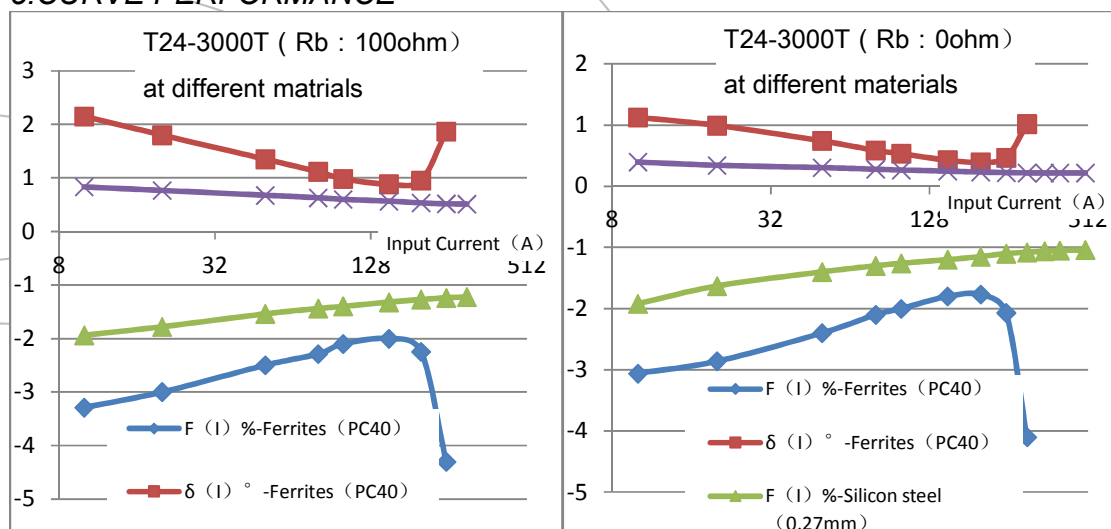 T24-3000T ( Rb：100ohm）
at different matrials
3
2
1
0
-1
-2
-3
-4
-5
8
32
128
512
Input Current（A）
F（I）%-Ferrites（PC40）
δ（I）° -Ferrites（PC40）
T24-3000T ( Rb：0ohm）
at different materials
2
1
0
-1
-2
-3
-4
-5
8
32
128
512
Input Current（A）
F（I）%-Ferrites（PC40）
δ（I）° -Ferrites（PC40）
F（I）%-Silicon steel
（0.27mm）